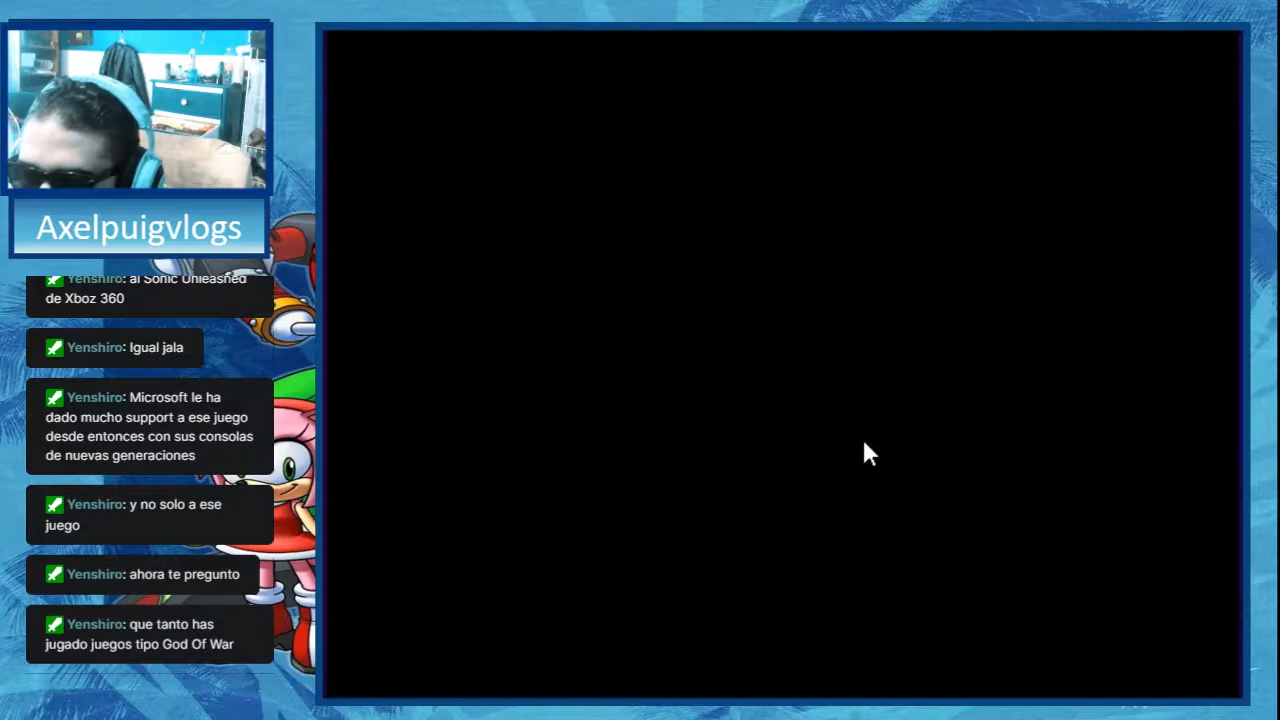 Axelpuigvlogs
Yenshiro: al Sonic Unleashed
de Xboz 360
Yenshiro: Igual jala
Yenshiro: Microsoft le ha
dado mucho support a ese juego
desde entonces con sus consolas
de nuevas generaciones
Yenshiro: y no solo a ese
juego
Yenshiro: ahora te pregunto
Yenshiro: que tanto has
jugado juegos tipo God Of War